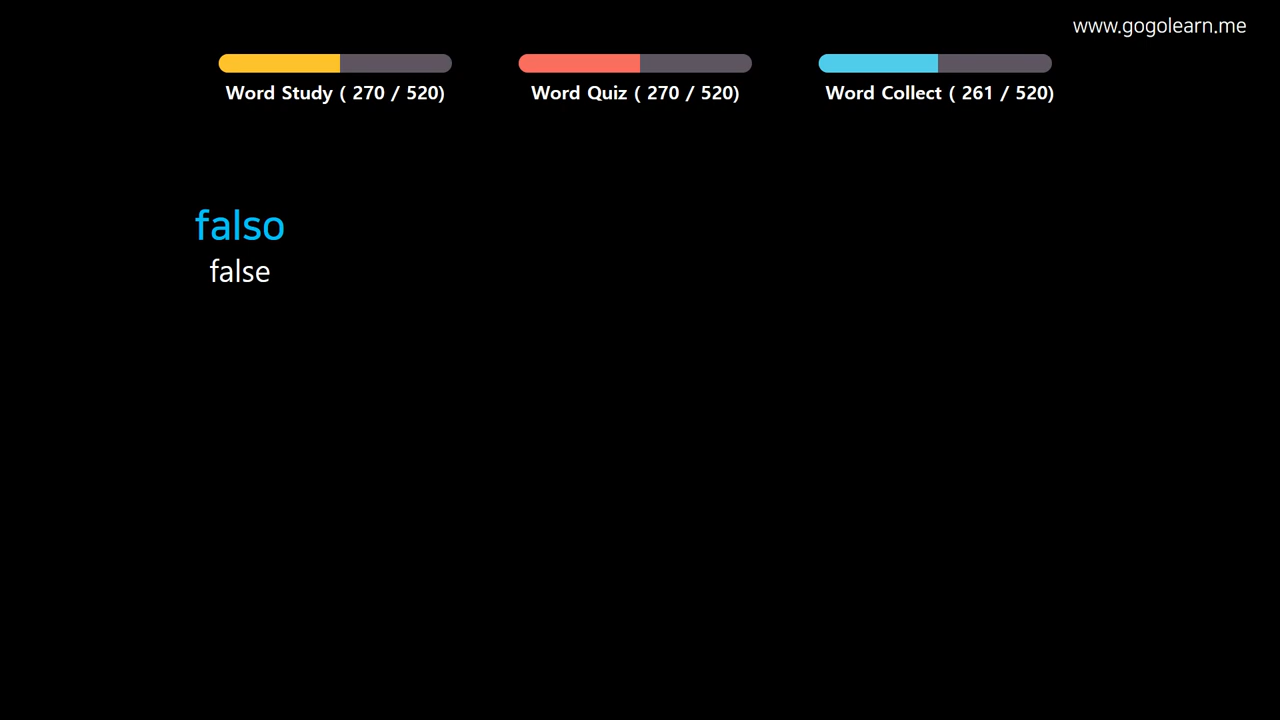 www.gogolearn.me
Word Study ( 270 / 520)
Word Quiz ( 270 / 520)
Word Collect ( 261 / 520)
falso
false